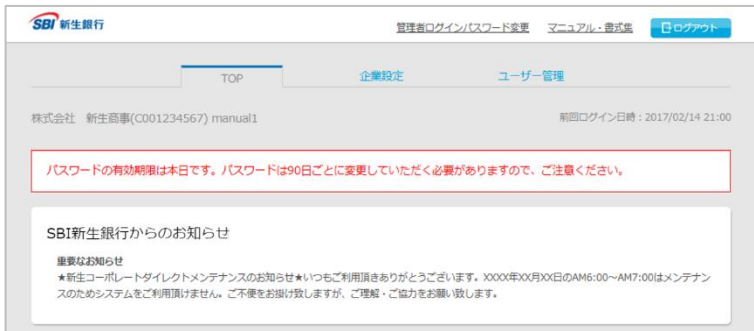 SBI 新生銀行
管理者ログインパスワード変更 マニュアル・書式集 ログアウト
TOP 企業設定 ユーザー管理
株式会社 新生商事(C001234567) manual1 前回ログイン日時：2017/02/14 21:00
パスワードの有効期限は本日です。パスワードは90日ごとに変更していただく必要がありますので、ご注意ください。
SBI新生銀行からのお知らせ
重要なお知らせ
★新生コーポレートダイレクトメンテナンスのお知らせ★いつもご利用頂きありがとうございます。XXXX年XX月XX日のAM6:00～AM7:00はメンテナン
スのためシステムをご利用頂けません。ご不便をお掛け致しますが、ご理解・ご協力をお願い致します。